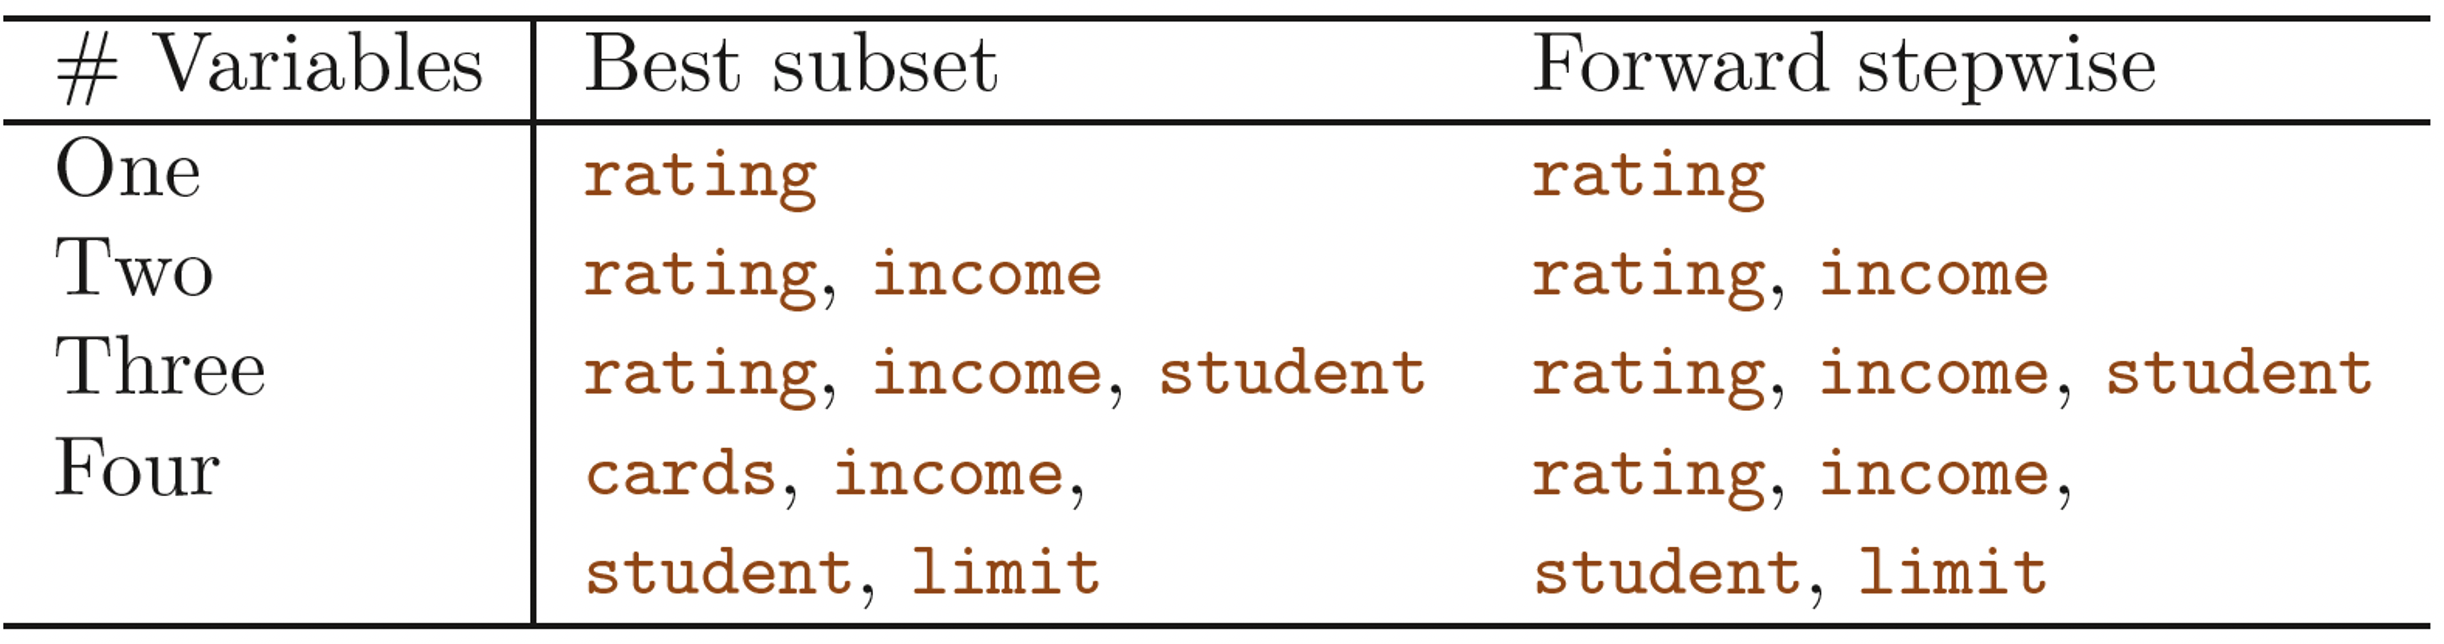 # Variables Best subset Forward stepwise
One rating rating
Two rating, income rating, income
Three rating, income, student rating, income, student
Four cards, income, rating, income,
student, limit student, limit